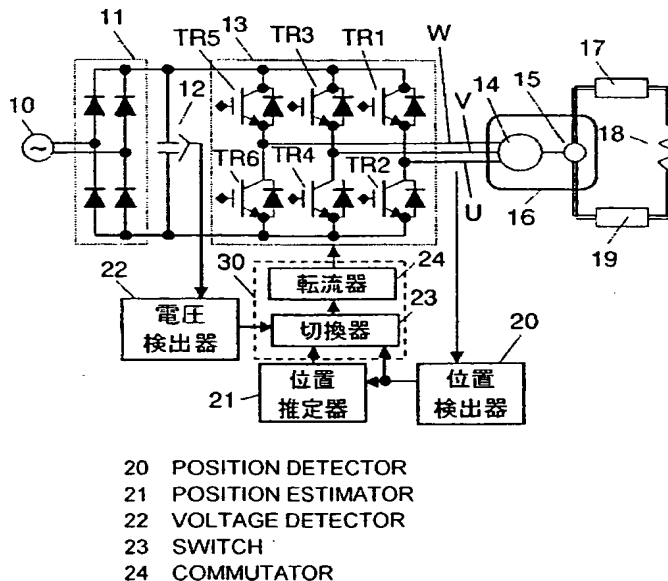 11
13
TR5
TR3
TR1
W
V
U
17
10
12
14
15
18
TR6
TR4
TR2
16
19
22
30
24
転流器
23
電圧
検出器
切換器
20
21
位置
推定器
位置
検出器
20 POSITION DETECTOR
21 POSITION ESTIMATOR
22 VOLTAGE DETECTOR
23 SWITCH
24 COMMUTATOR